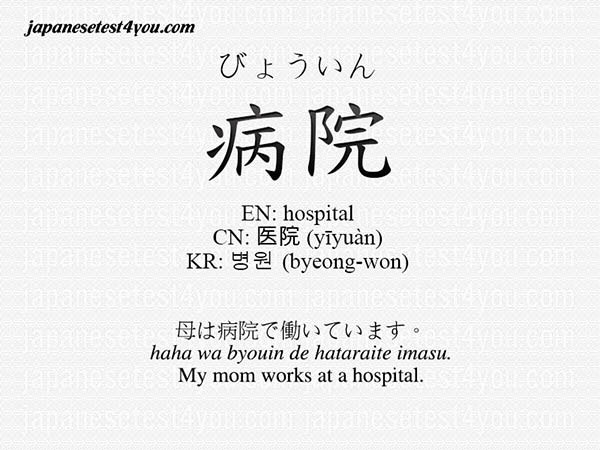 japanesetest4you.com
びょういん
病院
EN: hospital
CN: 医院 (yīyuàn)
KR: 병원 (byeong-won)
母は病院で働いています。
haha wa byouin de hataraite imasu.
My mom works at a hospital.